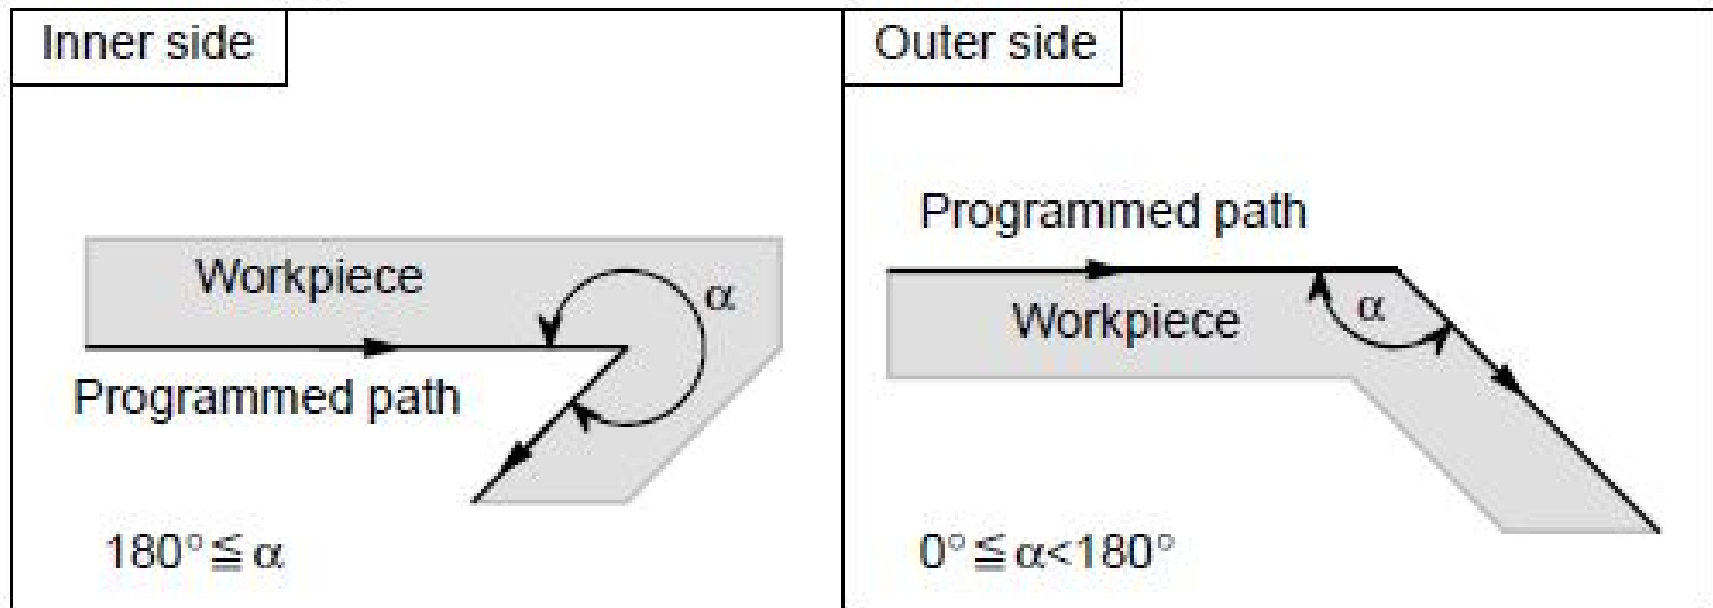 Inner side
Workpiece
α
Programmed path
180°≦α
Outer side
Programmed path
Workpiece
α
0°≦α<180°